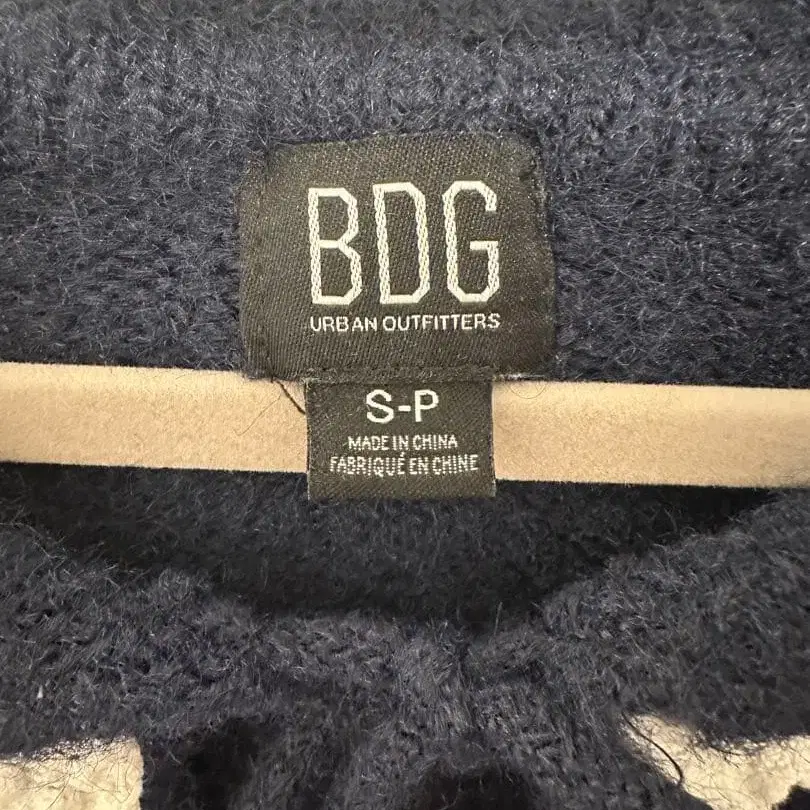 BDG
URBAN OUTFITTERS
S-P
MADE IN CHINA
FABRIQUÉ EN CHINE